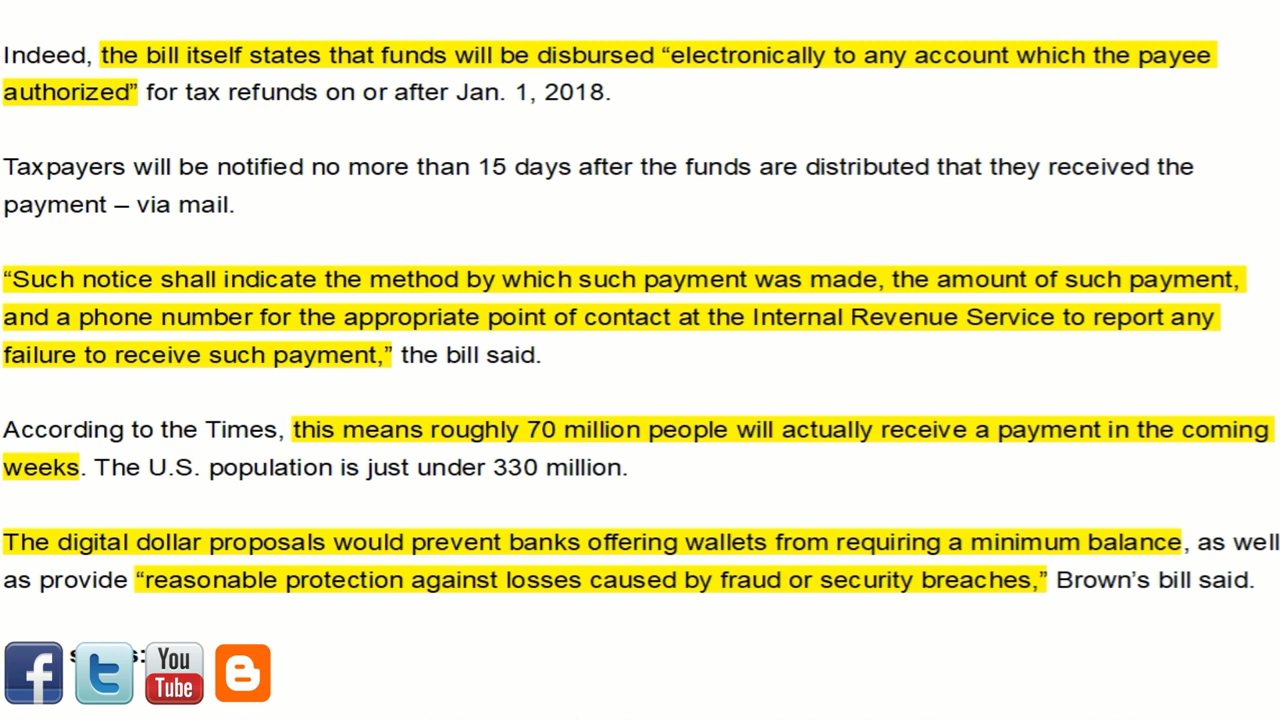 Indeed, the bill itself states that funds will be disbursed “electronically to any account which the payee
authorized” for tax refunds on or after Jan. 1, 2018.
Taxpayers will be notified no more than 15 days after the funds are distributed that they received the
payment – via mail.
“Such notice shall indicate the method by which such payment was made, the amount of such payment,
and a phone number for the appropriate point of contact at the Internal Revenue Service to report any
failure to receive such payment,” the bill said.
According to the Times, this means roughly 70 million people will actually receive a payment in the coming
weeks. The U.S. population is just under 330 million.
The digital dollar proposals would prevent banks offering wallets from requiring a minimum balance, as well
as provide “reasonable protection against losses caused by fraud or security breaches,” Brown’s bill said.
You
Tube